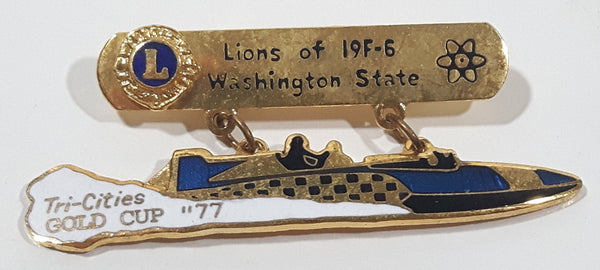 L
Lions of 19F-6
Washington State
Tri-Cities
GOLD CUP "77